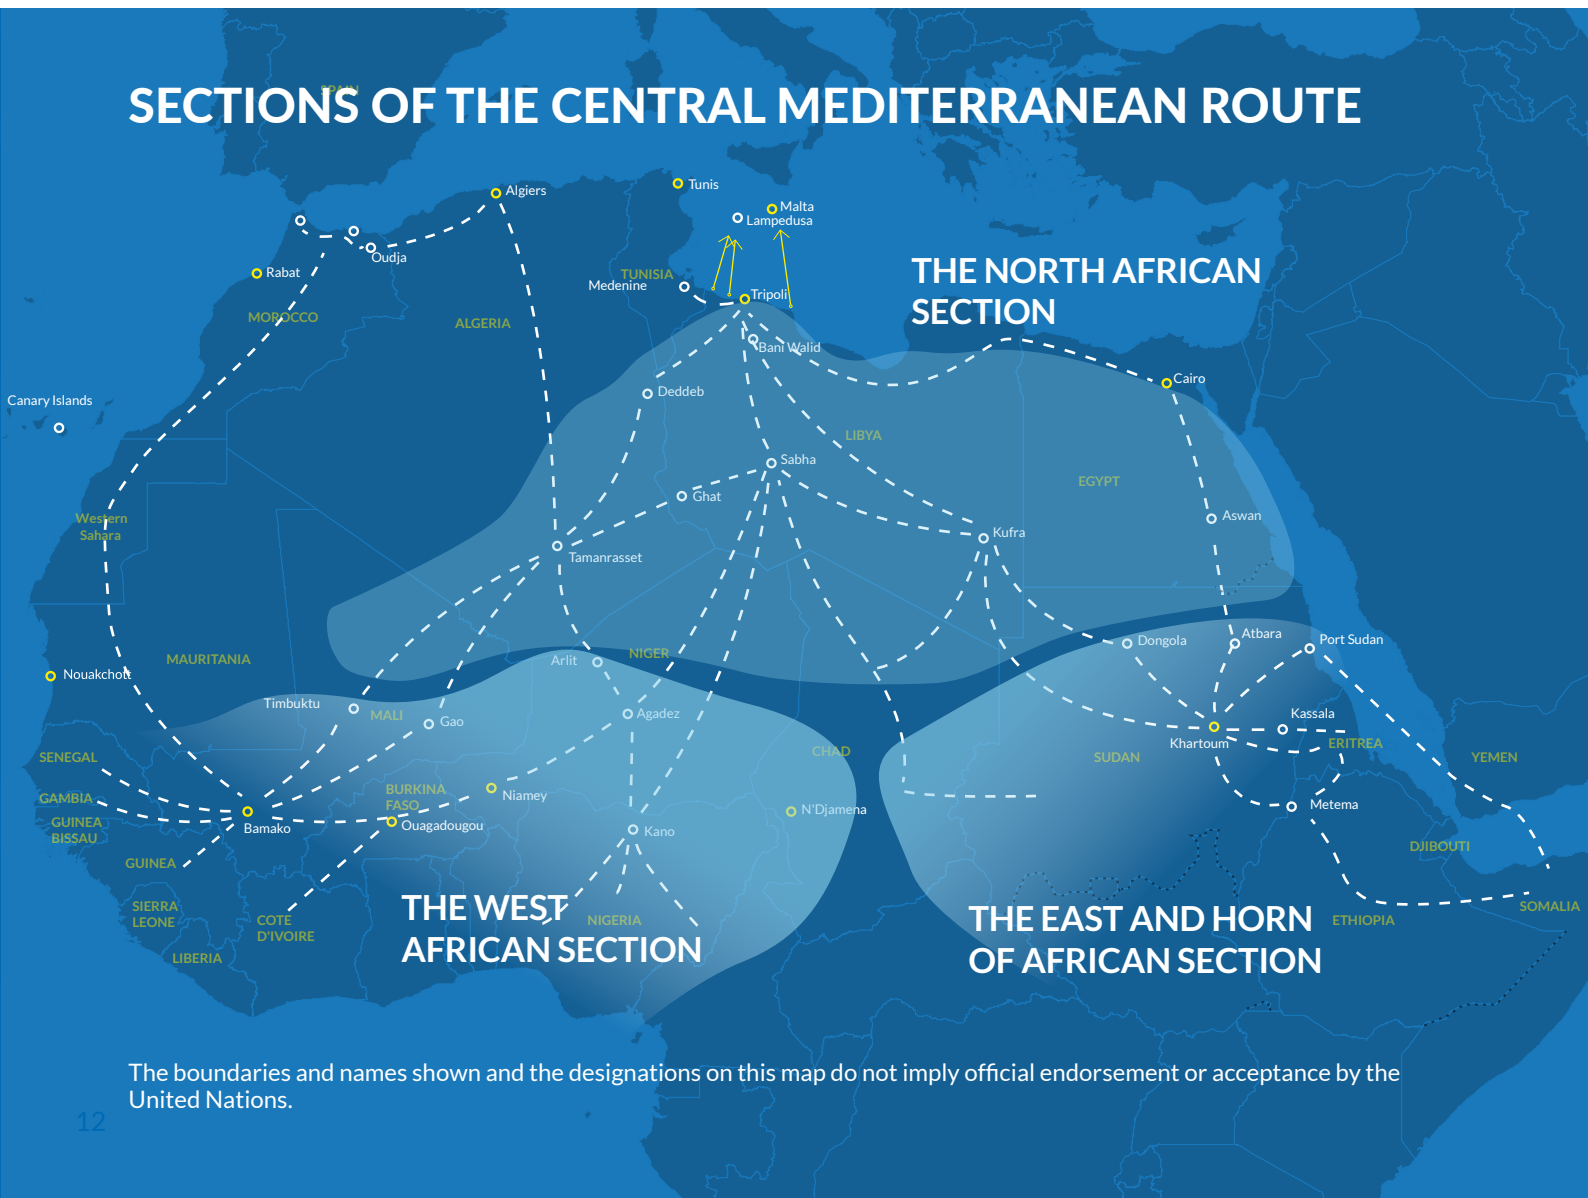 SPAIN
SECTIONS OF THE CENTRAL MEDITERRANEAN ROUTE
Algiers
Tunis
Malta
Lampedusa
Oudja
Rabat
TUNISIA
Medenine
Tripoli
THE NORTH AFRICAN
SECTION
MOROCCO
ALGERIA
Bani Walid
Cairo
Deddeb
Canary Islands
LIBYA
Sabha
EGYPT
Ghat
Western
Sahara
Aswan
Kufra
Tamanrasset
Atbara
Port Sudan
Dongola
MAURITANIA
Arlit
NIGER
Nouakchott
Timbuktu
MALI
Gao
Agadez
Kassala
Khartoum
ERITREA
SENEGAL
CHAD
SUDAN
YEMEN
GAMBIA
BURKINA
FASO
Niamey
N'Djamena
Metema
GUINEA
BISSAU
Bamako
Ouagadougou
Kano
DJIBOUTI
GUINEA
SIERRA
LEONE
COTE
D'IVOIRE
THE WEST
AFRICAN SECTION
NIGERIA
THE EAST AND HORN
OF AFRICAN SECTION
ETHIOPIA
SOMALIA
LIBERIA
The boundaries and names shown and the designations on this map do not imply official endorsement or acceptance by the
United Nations.
12